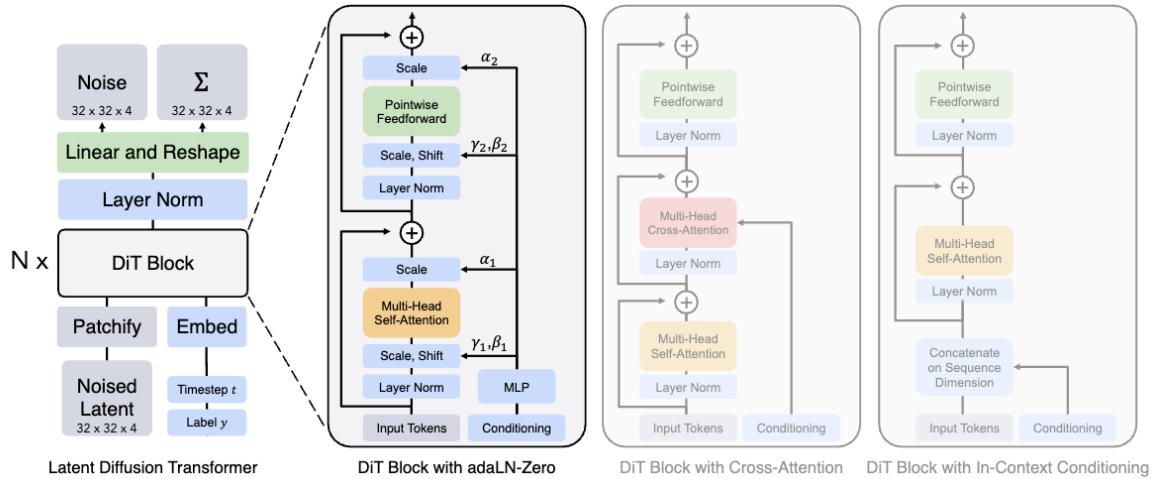 Noise
32 x 32 x 4
Σ
32 x 32 x 4
Linear and Reshape
Layer Norm
N x
DiT Block
Patchify
Embed
Noised
Latent
32 x 32 x 4
Timestep t
Label y
Latent Diffusion Transformer
Scale
α₂
Pointwise
Feedforward
Scale, Shift
γ₂,β₂
Layer Norm
Scale
α₁
Multi-Head
Self-Attention
Scale, Shift
γ₁,β₁
Layer Norm
MLP
Input Tokens
Conditioning
DiT Block with adaLN-Zero
Pointwise
Feedforward
Layer Norm
Multi-Head
Cross-Attention
Layer Norm
Multi-Head
Self-Attention
Layer Norm
Input Tokens
Conditioning
DiT Block with Cross-Attention
Pointwise
Feedforward
Layer Norm
Multi-Head
Self-Attention
Layer Norm
Concatenate
on Sequence
Dimension
Input Tokens
Conditioning
DiT Block with In-Context Conditioning